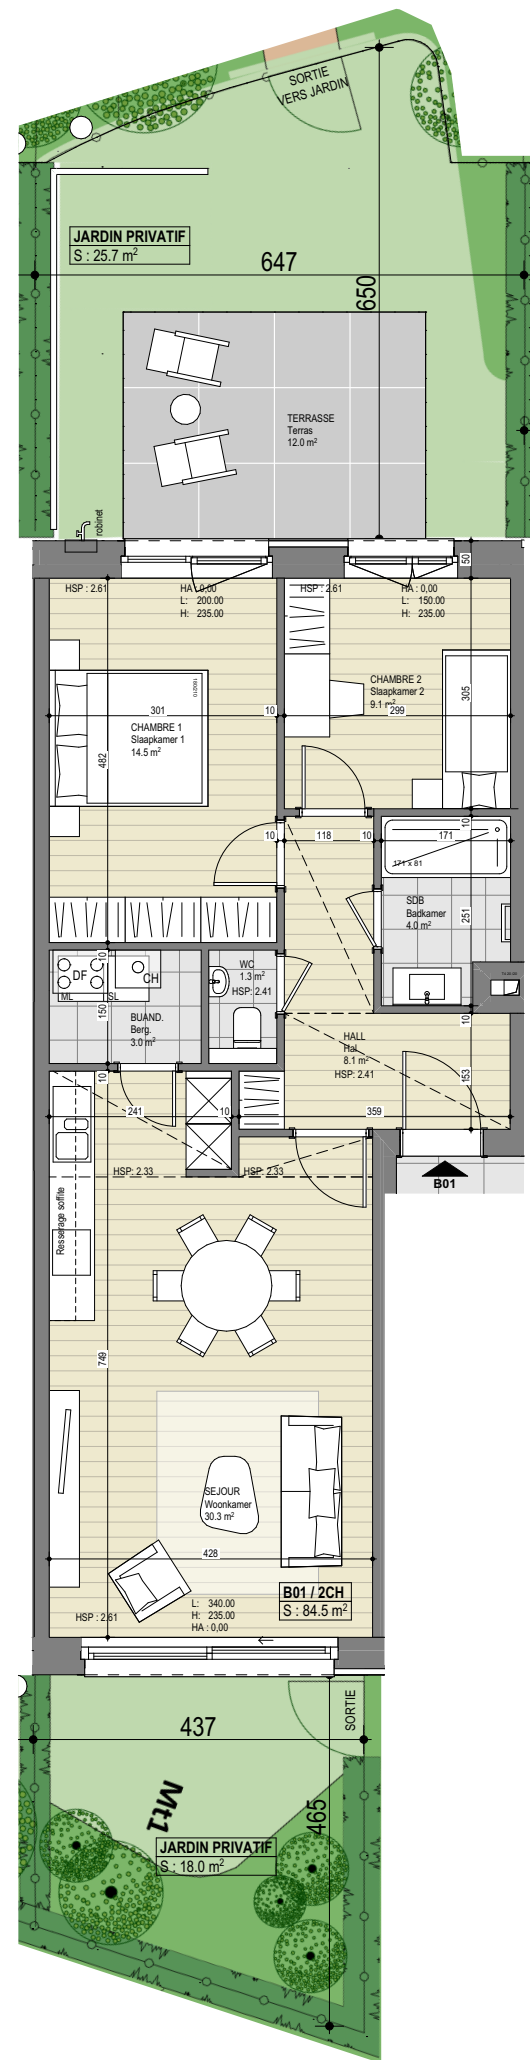 SORTIE
VERS JARDIN
JARDIN PRIVATIF
S : 25.7 m²
647
650
TERRASSE
Terras
12.0 m²
robinet
50
HSP : 2.61
HA : 0,00
L: 200.00
H: 235.00
HSP : 2.61
HA : 0,00
L: 150.00
H: 235.00
301
10
CHAMBRE 1
Slaapkamer 1
14.5 m²
482
CHAMBRE 2
Slaapkamer 2
9.1 m²
299
305
10
118
10
171
10
171 x 81
SDB
Badkamer
4.0 m²
251
10
DF
CH
ML
SL
150
BUAND.
Berg.
3.0 m²
WC
1.3 m²
HSP: 2.41
HALL
Hal
8.1 m²
HSP: 2.41
10
153
10
241
10
359
HSP: 2.33
HSP: 2.33
B01
Resserage soffite
749
SEJOUR
Woonkamer
30.3 m²
428
B01 / 2CH
S : 84.5 m²
L: 340.00
H: 235.00
HA : 0,00
HSP : 2.61
SORTIE
437
465
Mt1
JARDIN PRIVATIF
S : 18.0 m²